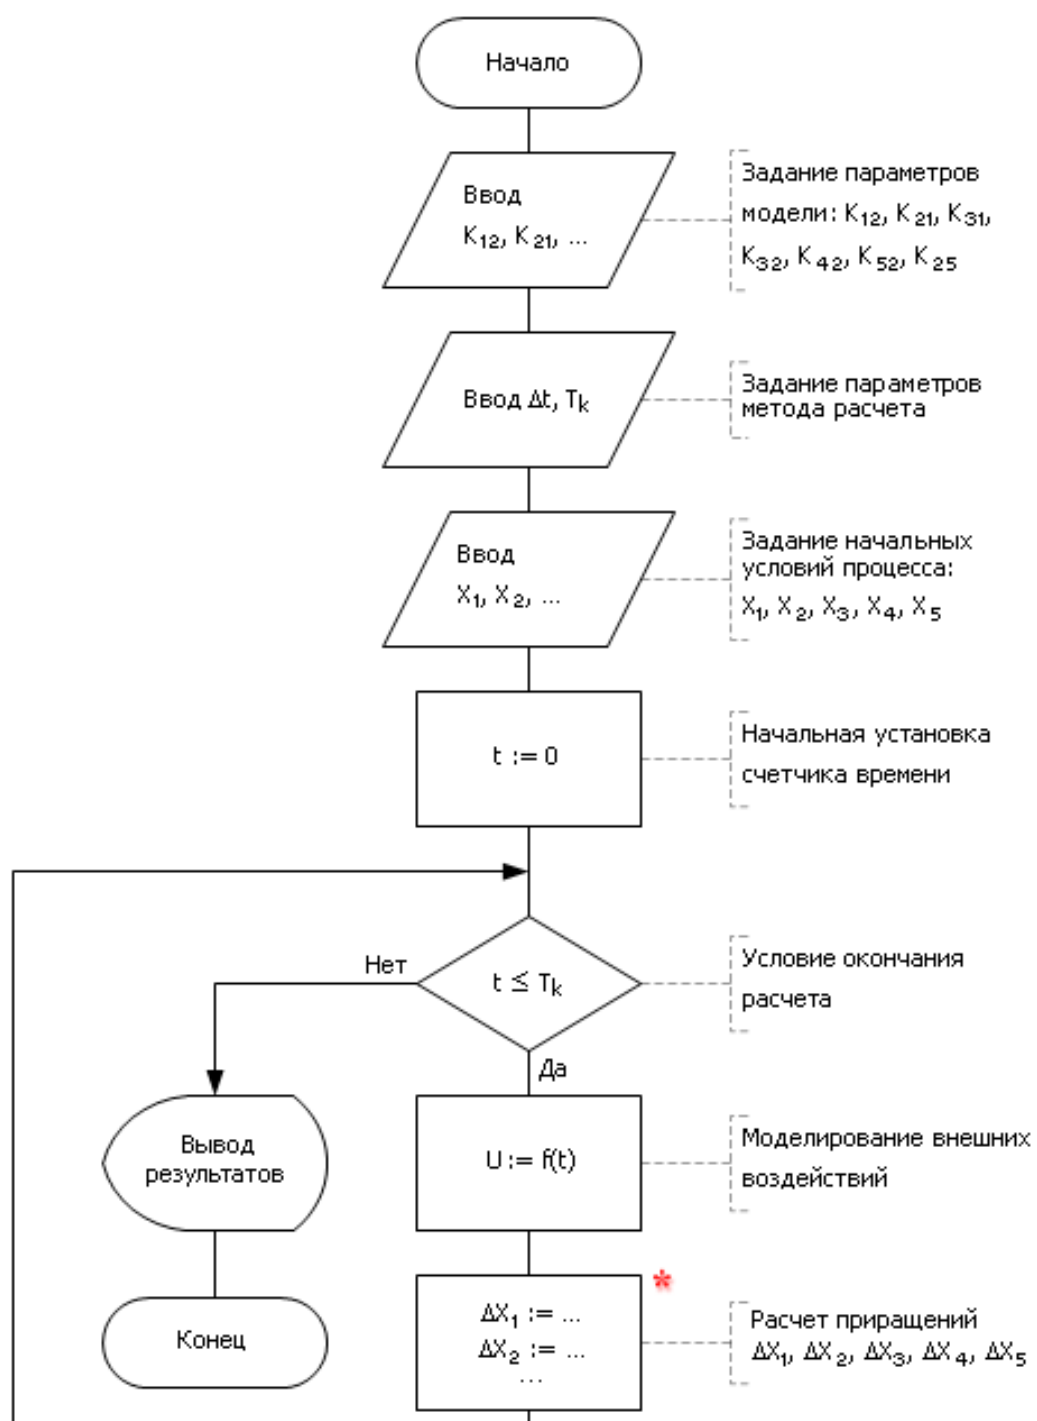 Начало
Ввод
K12, K21, ...
Задание параметров
модели: K12, K21, K31,
K32, K42, K52, K25
Ввод Δt, Tk
Задание параметров
метода расчета
Ввод
X1, X2, ...
Задание начальных
условий процесса:
X1, X2, X3, X4, X5
t := 0
Начальная установка
счетчика времени
Нет
t ≤ Tk
Условие окончания
расчета
Да
Вывод
результатов
U := f(t)
Моделирование внешних
воздействий
Конец
ΔX1 := ...
ΔX2 := ...
...
*
Расчет приращений
ΔX1, ΔX2, ΔX3, ΔX4, ΔX5